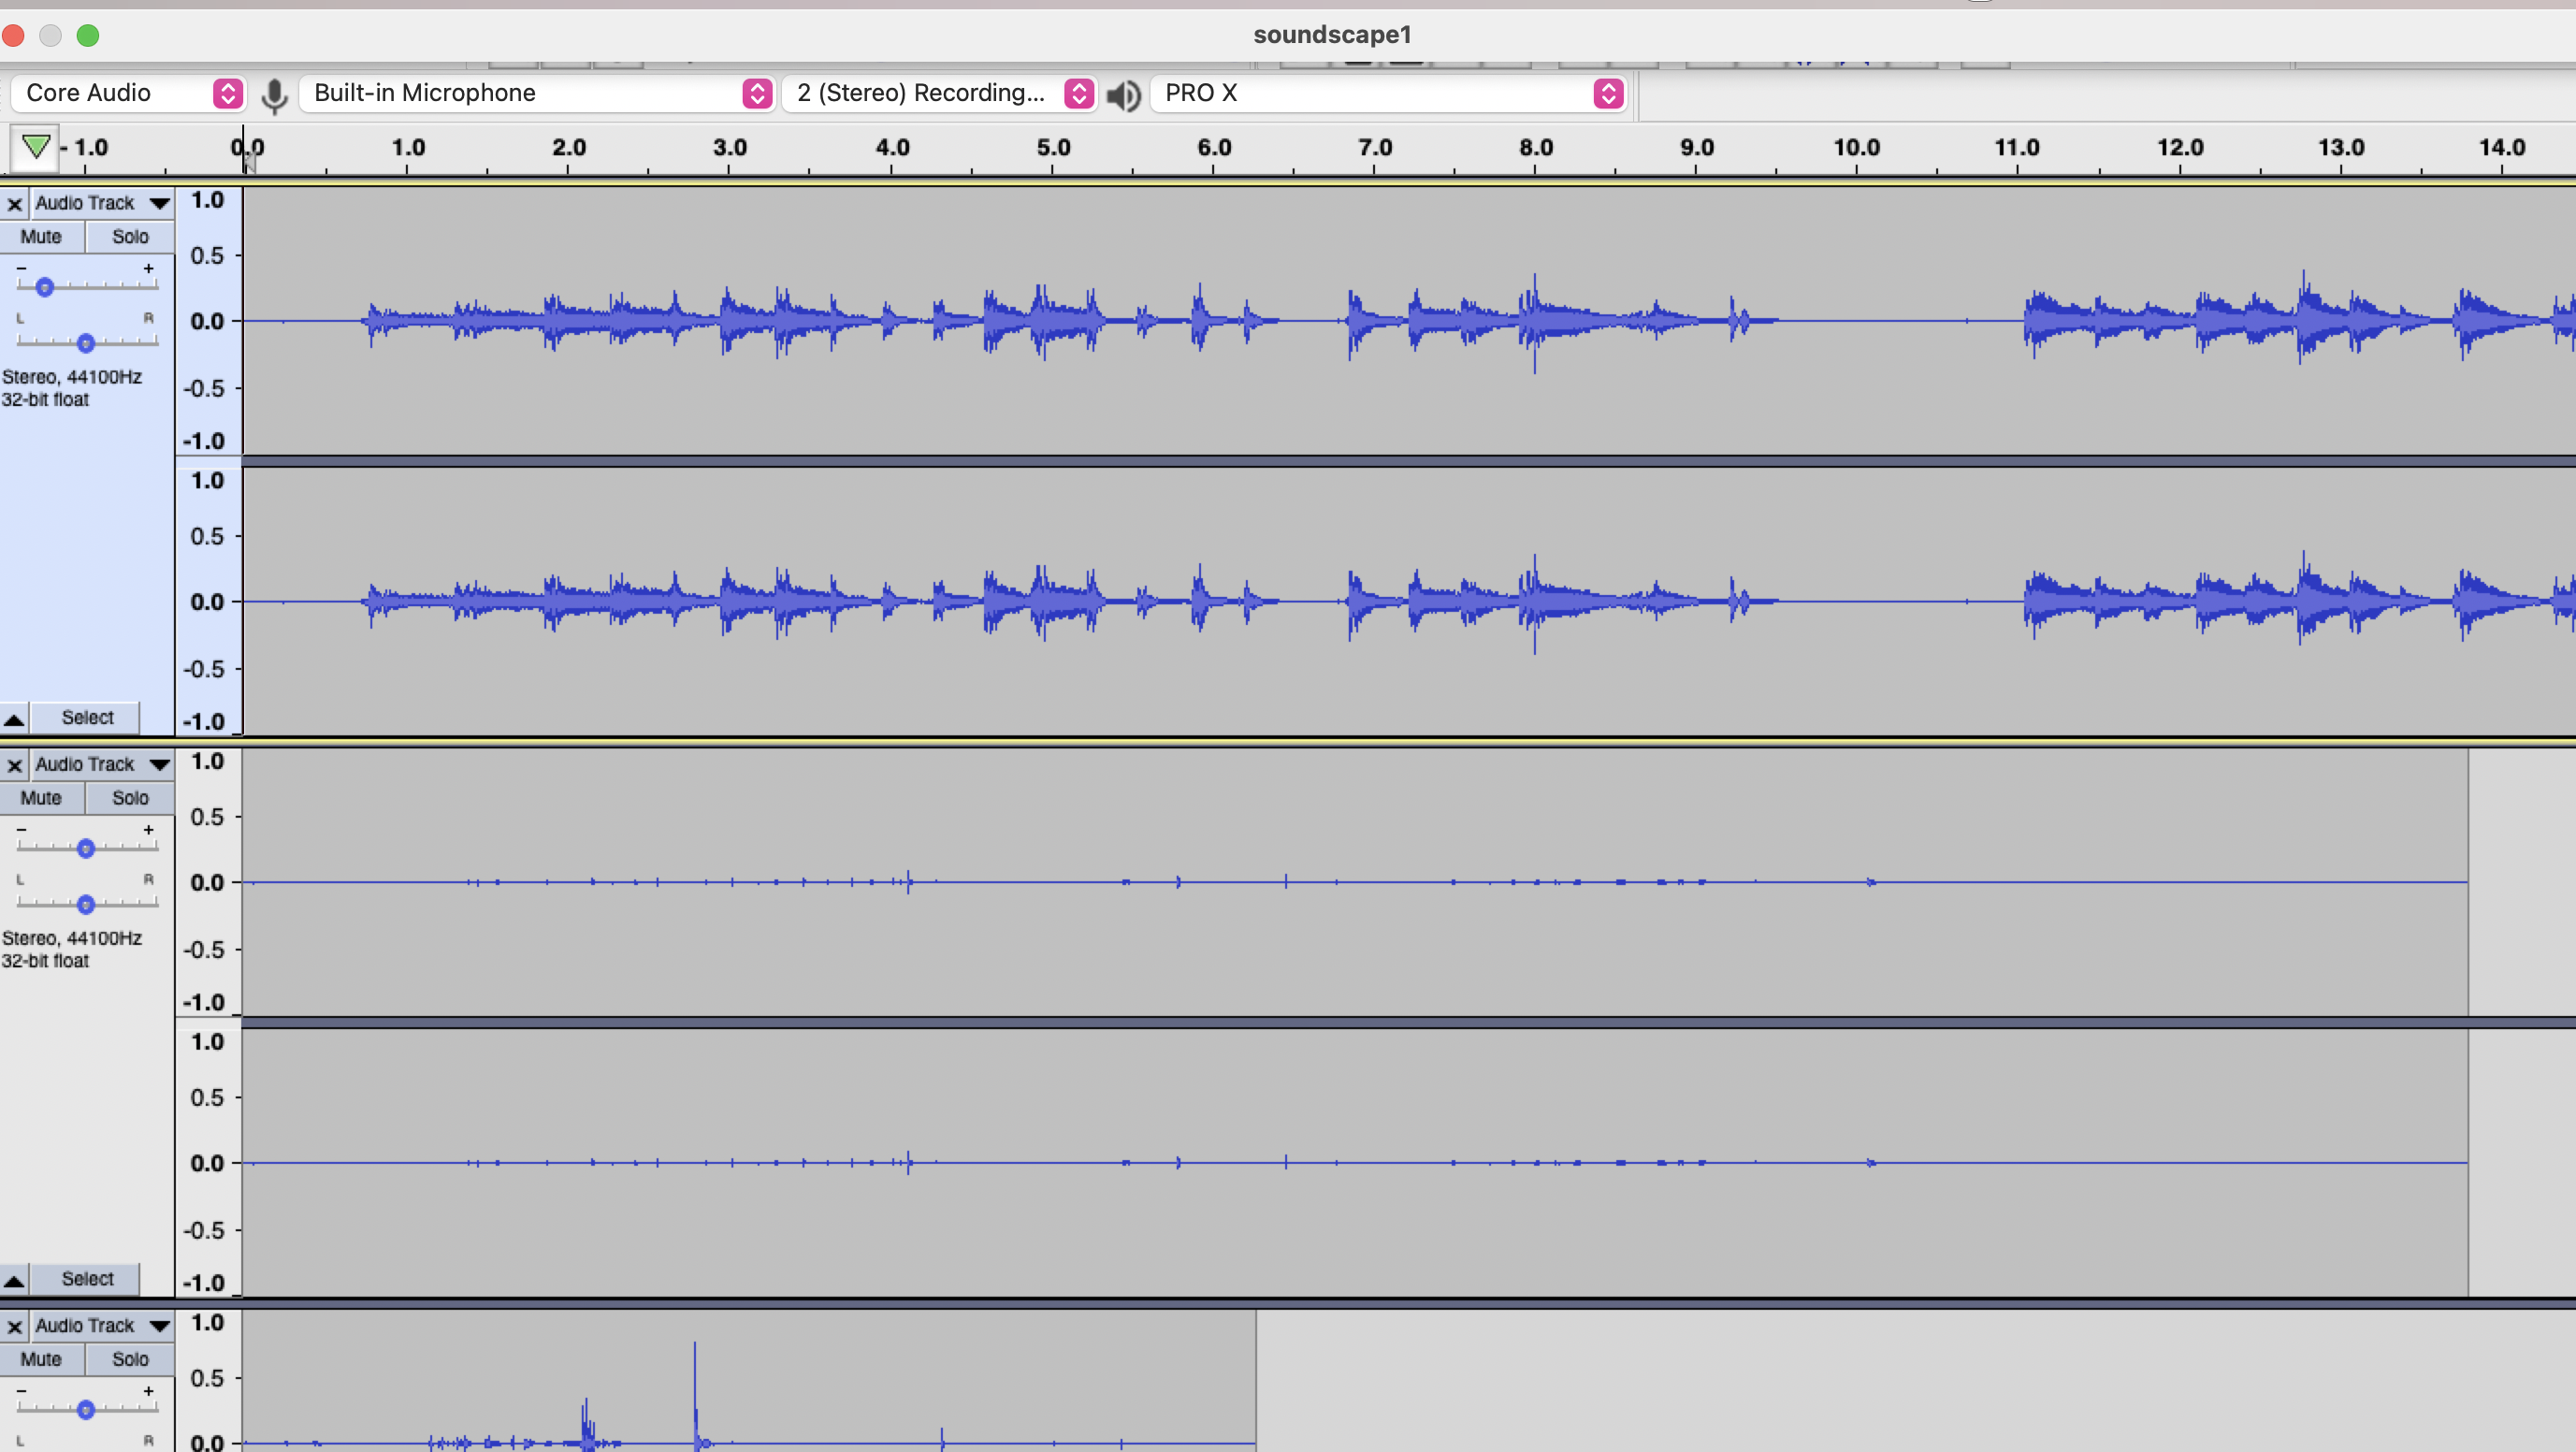 soundscape1
Core Audio Built-in Microphone 2 (Stereo) Recording... PRO X
- 1.0 0.0 1.0 2.0 3.0 4.0 5.0 6.0 7.0 8.0 9.0 10.0 11.0 12.0 13.0 14.0
× Audio Track 1.0
Mute Solo
0.5
- +
L R 0.0
Stereo, 44100Hz
32-bit float -0.5
-1.0
1.0
0.5
0.0
-0.5
Select -1.0
× Audio Track 1.0
Mute Solo
0.5
- +
L R 0.0
Stereo, 44100Hz
32-bit float -0.5
-1.0
1.0
0.5
0.0
-0.5
Select -1.0
× Audio Track 1.0
Mute Solo
0.5
- +
L R 0.0